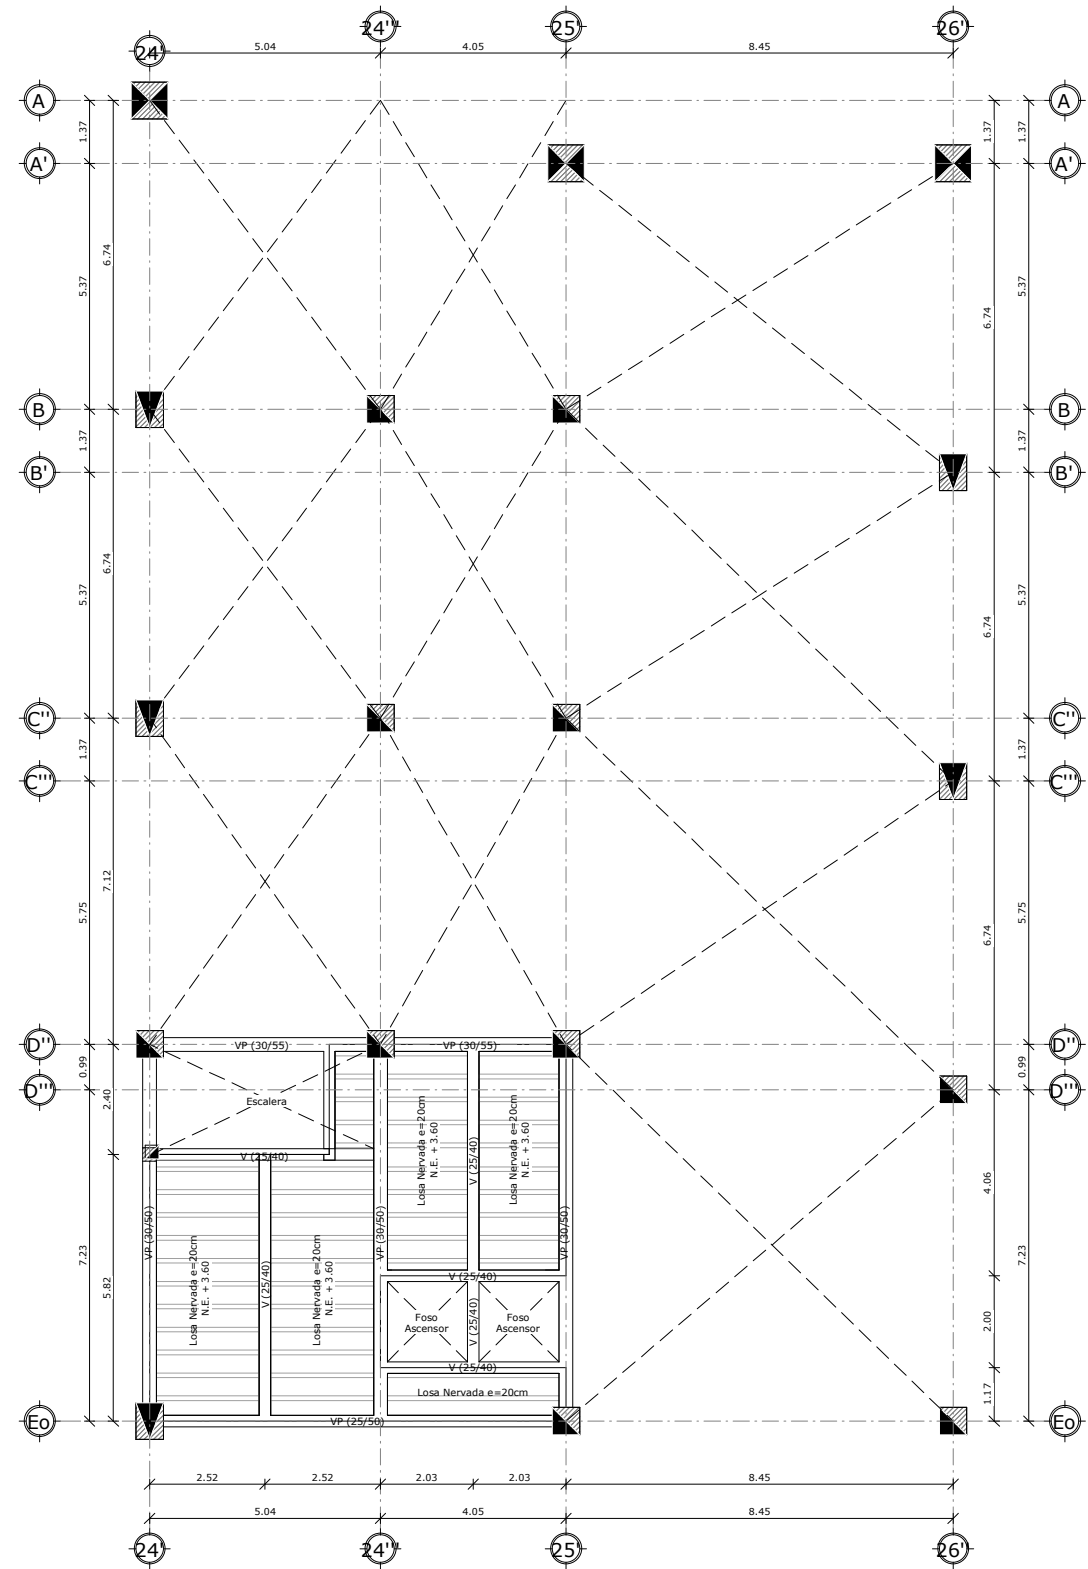 24'
24'''
25'
26'
5.04
4.05
8.45
A
A
1.37
1.37
1.37
A'
A'
6.74
5.37
5.37
6.74
B
B
1.37
1.37
B'
B'
6.74
5.37
5.37
6.74
C''
C''
1.37
1.37
C'''
C'''
7.12
5.75
5.75
6.74
D''
D''
VP (30/55)
VP (30/55)
0.99
0.99
D'''
D'''
2.40
Escalera
Losa Nervada e=20cm
N.E. + 3.60
Losa Nervada e=20cm
N.E. + 3.60
V (25/40)
V (25/40)
4.06
VP (30/50)
VP (30/50)
VP (30/50)
7.23
7.23
5.82
Losa Nervada e=20cm
N.E. + 3.60
V (25/40)
Losa Nervada e=20cm
N.E. + 3.60
V (25/40)
Foso
Ascensor
V (25/40)
Foso
Ascensor
2.00
V (25/40)
Losa Nervada e=20cm
1.17
VP (25/50)
Eo
Eo
2.52
2.52
2.03
2.03
8.45
5.04
4.05
8.45
24'
24'''
25'
26'